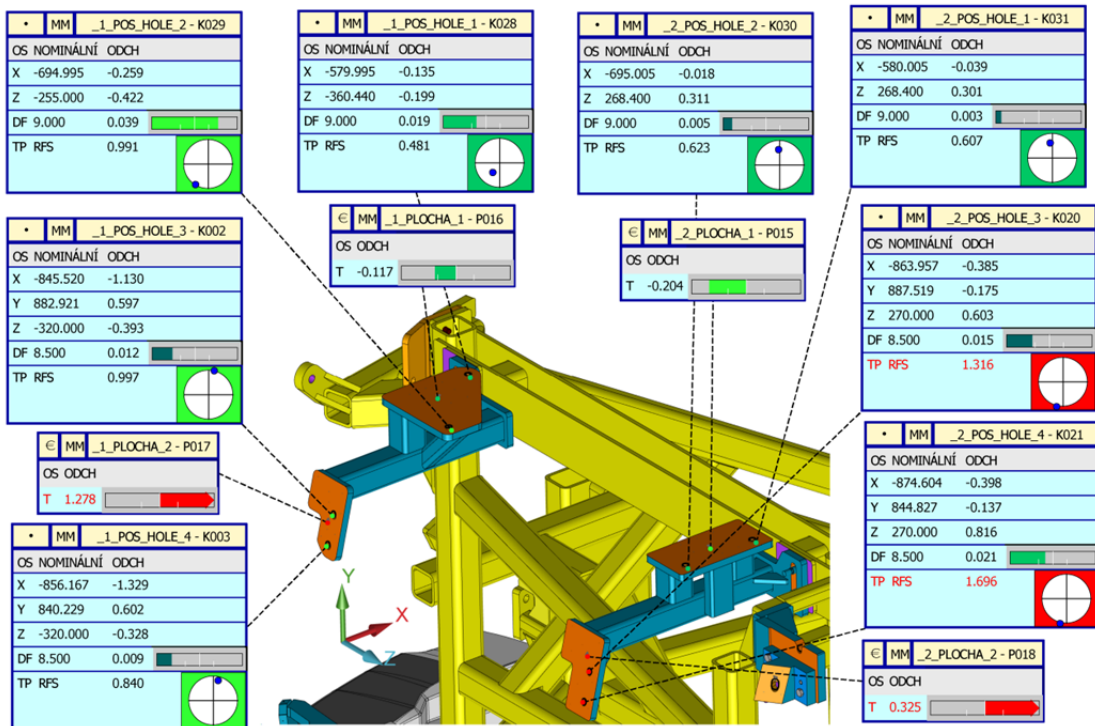 • MM _1_POS_HOLE_2 - K029
OS NOMINÁLNÍ ODCH
X -694.995 -0.259
Z -255.000 -0.422
DF 9.000 0.039
TP RFS 0.991
• MM _1_POS_HOLE_1 - K028
OS NOMINÁLNÍ ODCH
X -579.995 -0.135
Z -360.440 -0.199
DF 9.000 0.019
TP RFS 0.481
• MM _2_POS_HOLE_2 - K030
OS NOMINÁLNÍ ODCH
X -695.005 -0.018
Z 268.400 0.311
DF 9.000 0.005
TP RFS 0.623
• MM _2_POS_HOLE_1 - K031
OS NOMINÁLNÍ ODCH
X -580.005 -0.039
Z 268.400 0.301
DF 9.000 0.003
TP RFS 0.607
• MM _1_POS_HOLE_3 - K002
OS NOMINÁLNÍ ODCH
X -845.520 -1.130
Y 882.921 0.597
Z -320.000 -0.393
DF 8.500 0.012
TP RFS 0.997
€ MM _1_PLOCHA_1 - P016
OS ODCH
T -0.117
€ MM _2_PLOCHA_1 - P015
OS ODCH
T -0.204
• MM _2_POS_HOLE_3 - K020
OS NOMINÁLNÍ ODCH
X -863.957 -0.385
Y 887.519 -0.175
Z 270.000 0.603
DF 8.500 0.015
TP RFS 1.316
€ MM _1_PLOCHA_2 - P017
OS ODCH
T 1.278
• MM _2_POS_HOLE_4 - K021
OS NOMINÁLNÍ ODCH
X -874.604 -0.398
Y 844.827 -0.137
Z 270.000 0.816
DF 8.500 0.021
TP RFS 1.696
• MM _1_POS_HOLE_4 - K003
OS NOMINÁLNÍ ODCH
X -856.167 -1.329
Y 840.229 0.602
Z -320.000 -0.328
DF 8.500 0.009
TP RFS 0.840
Y
X
Z
€ MM _2_PLOCHA_2 - P018
OS ODCH
T 0.325